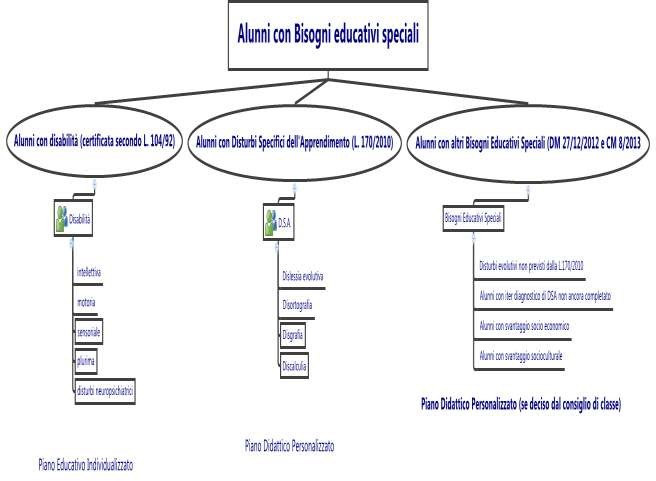 Alunni con Bisogni educativi speciali
Alunni con disabilità (certificata secondo L. 104/92)
Alunni con Disturbi Specifici dell'Apprendimento (L. 170/2010)
Alunni con altri Bisogni Educativi Speciali (DM 27/12/2012 e CM 8/2013
Disabilità
intellettiva
motoria
sensoriale
plurima
disturbi neuropsichiatrici
Piano Educativo Individualizzato
D.S.A.
Dislessia evolutiva
Disortografia
Disgrafia
Discalculia
Piano Didattico Personalizzato
Bisogni Educativi Speciali
Disturbi evolutivi non previsti dalla L.170/2010
Alunni con iter diagnostico di DSA non ancora completato
Alunni con svantaggio socio economico
Alunni con svantaggio socioculturale
Piano Didattico Personalizzato (se deciso dal consiglio di classe)